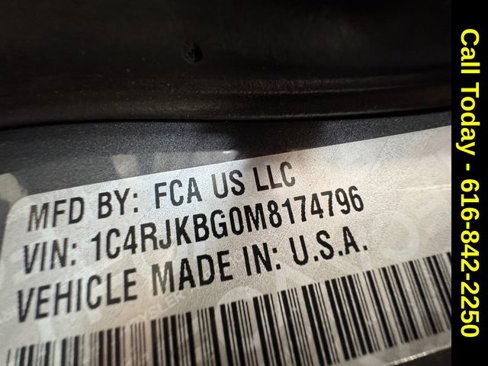 MFD BY: FCA US LLC
VIN: 1C4RJKBG0M8174796
VEHICLE MADE IN: U.S.A.
Call Today - 616-842-2250